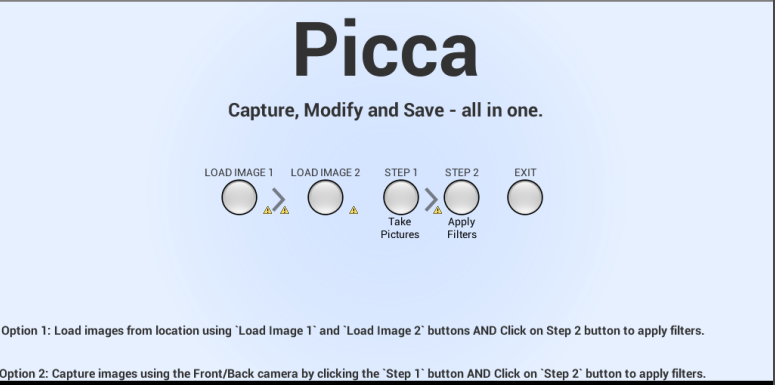 Picca
Capture, Modify and Save - all in one.
LOAD IMAGE 1 LOAD IMAGE 2 STEP 1 STEP 2 EXIT
Take Apply
Pictures Filters
Option 1: Load images from location using `Load Image 1` and `Load Image 2` buttons AND Click on Step 2 button to apply filters.
Option 2: Capture images using the Front/Back camera by clicking the `Step 1` button AND Click on `Step 2` button to apply filters.